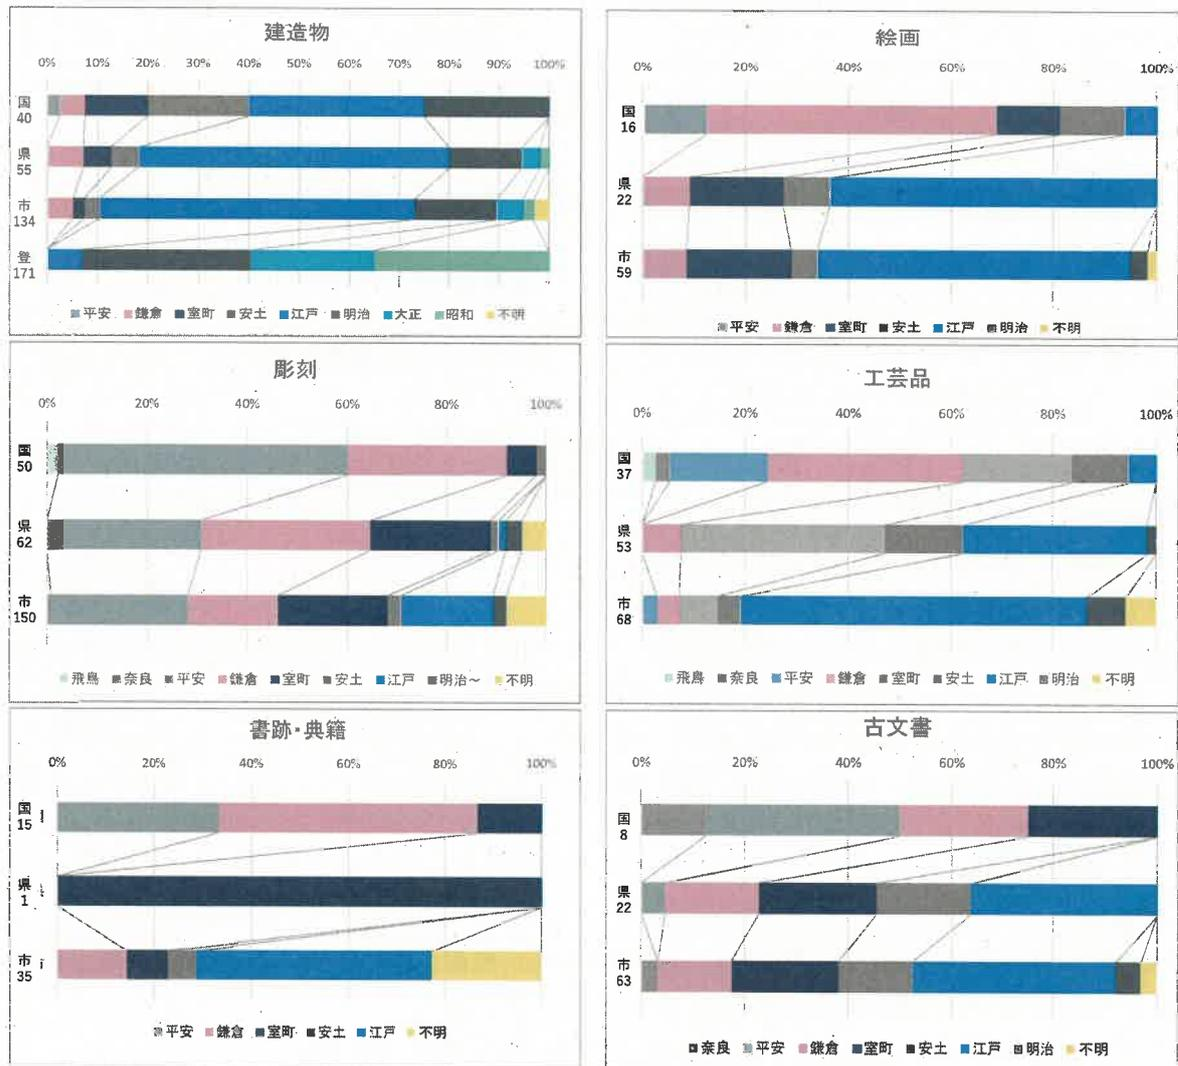 建造物
0% 10% 20% 30% 40% 50% 60% 70% 80% 90% 100%
国
40
県
55
市
134
登
171
平安 鎌倉 室町 安土 江戸 明治 大正 昭和 不明
絵画
0% 20% 40% 60% 80% 100%
国
16
県
22
市
59
平安 鎌倉 室町 安土 江戸 明治 不明
彫刻
0% 20% 40% 60% 80% 100%
国
50
県
62
市
150
飛鳥 奈良 平安 鎌倉 室町 安土 江戸 明治～ 不明
工芸品
0% 20% 40% 60% 80% 100%
国
37
県
53
市
68
飛鳥 奈良 平安 鎌倉 室町 安土 江戸 明治 不明
書跡・典籍
0% 20% 40% 60% 80% 100%
国
15
県
1
市
35
平安 鎌倉 室町 安土 江戸 不明
古文書
0% 20% 40% 60% 80% 100%
国
8
県
22
市
63
奈良 平安 鎌倉 室町 安土 江戸 明治 不明